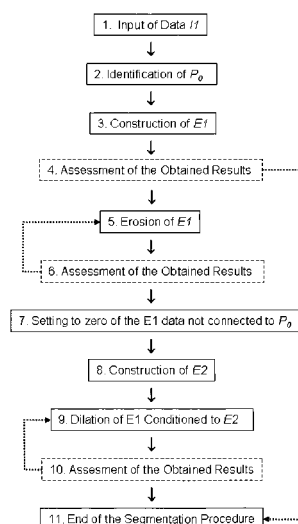 1. Input of Data I1
2. Identification of P0
3. Construction of E1
4. Assessment of the Obtained Results
5. Erosion of E1
6. Assessment of the Obtained Results
7. Setting to zero of the E1 data not connected to P0
8. Construction of E2
9. Dilation of E1 Conditioned to E2
10. Assesment of the Obtained Results
11. End of the Segmentation Procedure